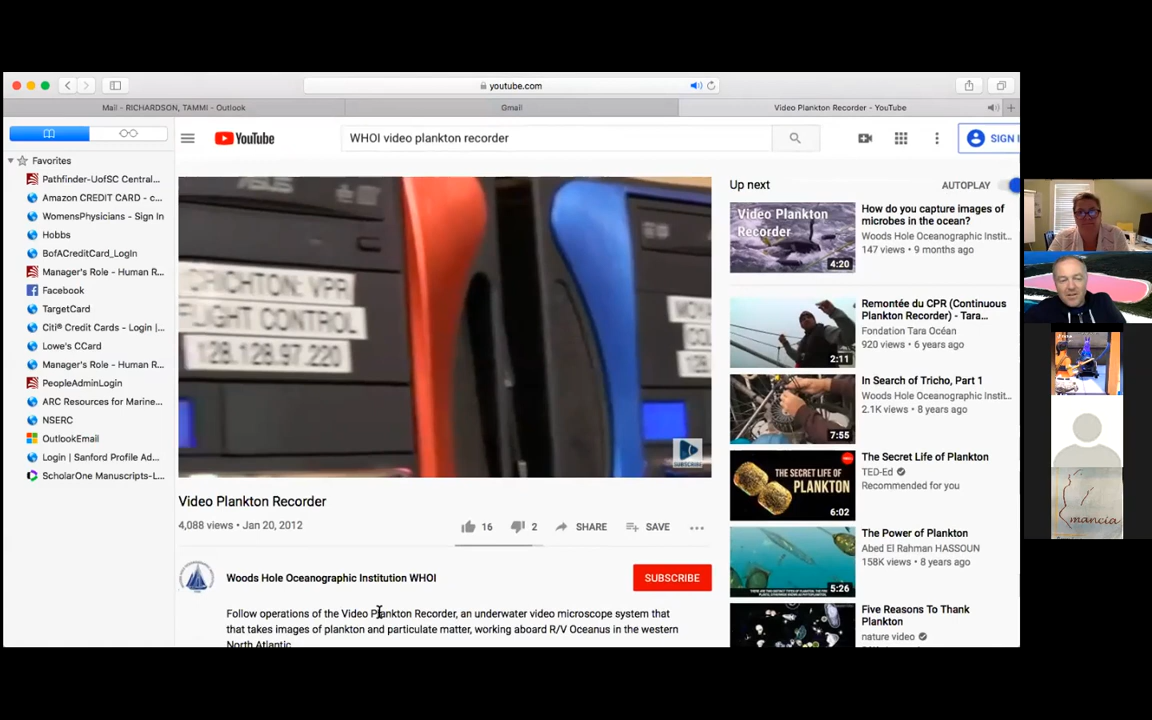 youtube.com
Mail - RICHARDSON, TAMMI - Outlook
Gmail
Video Plankton Recorder - YouTube
Favorites
Pathfinder-UofSC Central...
Amazon CREDIT CARD - c...
WomensPhysicians - Sign In
Hobbs
BofACreditCard_LogIn
Manager's Role - Human R...
Facebook
TargetCard
Citi® Credit Cards - Login |...
Lowe's CCard
Manager's Role - Human R...
PeopleAdminLogin
ARC Resources for Marine...
NSERC
OutlookEmail
Login | Sanford Profile Ad...
ScholarOne Manuscripts-L...
YouTube
WHOI video plankton recorder
SIGN I
ASUS
CRICHTON: VPR
FLIGHT CONTROL
128.128.97.220
SUBSCRIBE
Video Plankton Recorder
4,088 views • Jan 20, 2012
16
2
SHARE
SAVE
Woods Hole Oceanographic Institution WHOI
SUBSCRIBE
Follow operations of the Video Plankton Recorder, an underwater video microscope system that
that takes images of plankton and particulate matter, working aboard R/V Oceanus in the western
North Atlantic.
Up next
AUTOPLAY
Video Plankton
Recorder
4:20
How do you capture images of
microbes in the ocean?
Woods Hole Oceanographic Instit...
147 views • 9 months ago
2:11
Remontée du CPR (Continuous
Plankton Recorder) - Tara...
Fondation Tara Océan
920 views • 6 years ago
7:55
In Search of Tricho, Part 1
Woods Hole Oceanographic Instit...
2.1K views • 8 years ago
THE SECRET LIFE OF
PLANKTON
6:02
The Secret Life of Plankton
TED-Ed
Recommended for you
5:26
The Power of Plankton
Abed El Rahman HASSOUN
158K views • 8 years ago
Five Reasons To Thank
Plankton
nature video
mancia